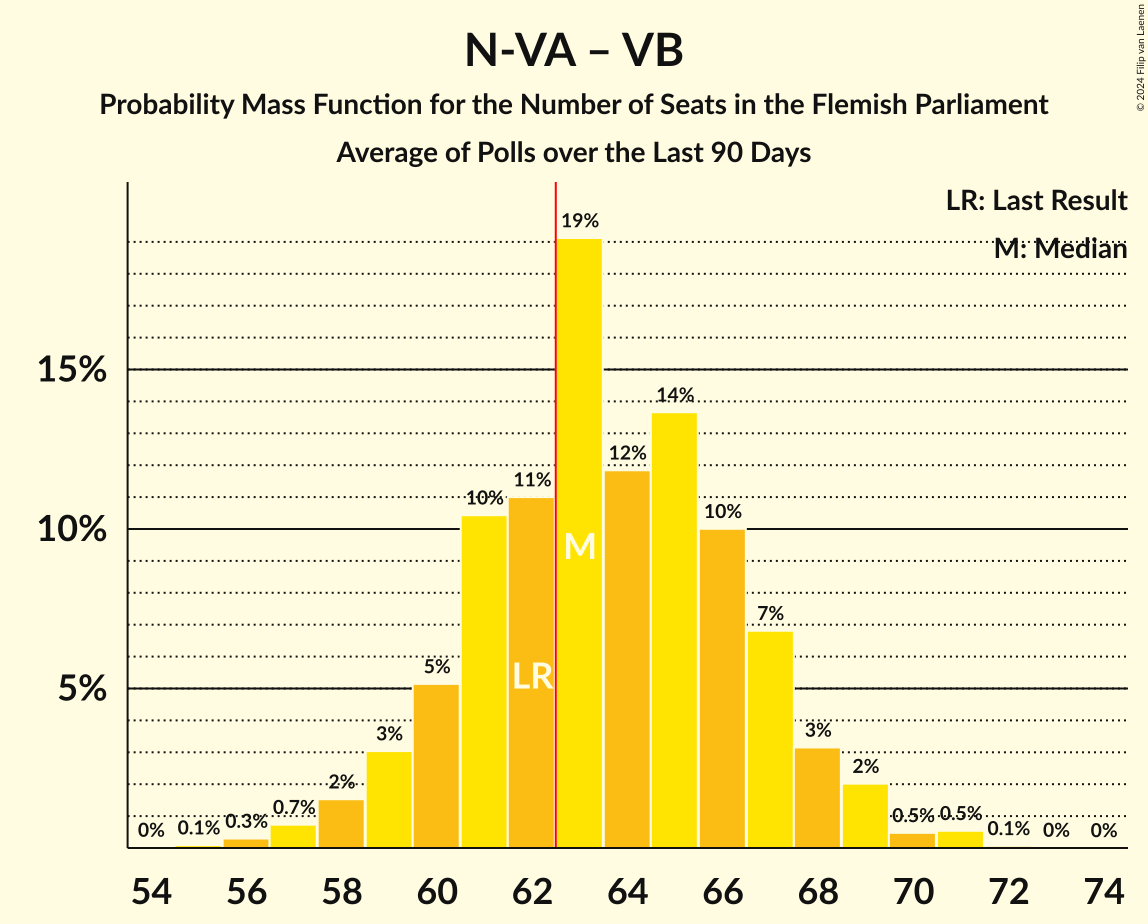 N-VA – VB
Probability Mass Function for the Number of Seats in the Flemish Parliament
Average of Polls over the Last 90 Days
© 2024 Filip van Laenen
LR: Last Result
M: Median
15%
10%
5%
0%
0.1%
0.3%
0.7%
2%
3%
5%
10%
11%
19%
12%
14%
10%
7%
3%
2%
0.5%
0.5%
0.1%
0%
0%
M
LR
54 56 58 60 62 64 66 68 70 72 74